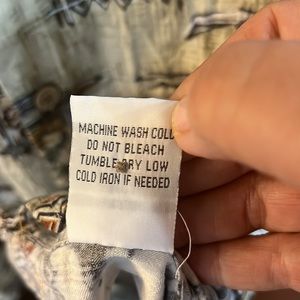 MACHINE WASH COLD
DO NOT BLEACH
TUMBLE DRY LOW
COLD IRON IF NEEDED